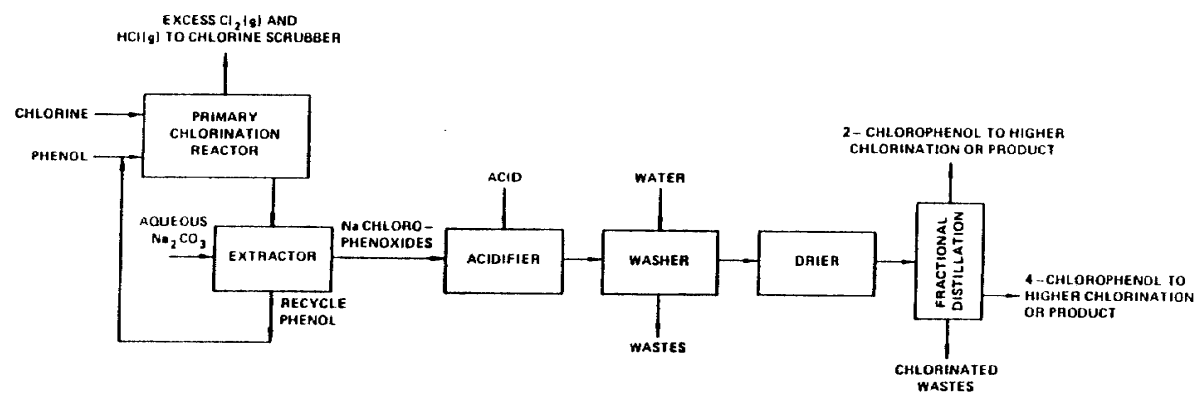 EXCESS Cl2(g) AND
HCl(g) TO CHLORINE SCRUBBER
CHLORINE
PHENOL
PRIMARY
CHLORINATION
REACTOR
AQUEOUS
Na2CO3
EXTRACTOR
RECYCLE
PHENOL
Na CHLORO-
PHENOXIDES
ACID
ACIDIFIER
WATER
WASHER
WASTES
DRIER
2-CHLOROPHENOL TO HIGHER
CHLORINATION OR PRODUCT
FRACTIONAL
DISTILLATION
4-CHLOROPHENOL TO
HIGHER CHLORINATION
OR PRODUCT
CHLORINATED
WASTES